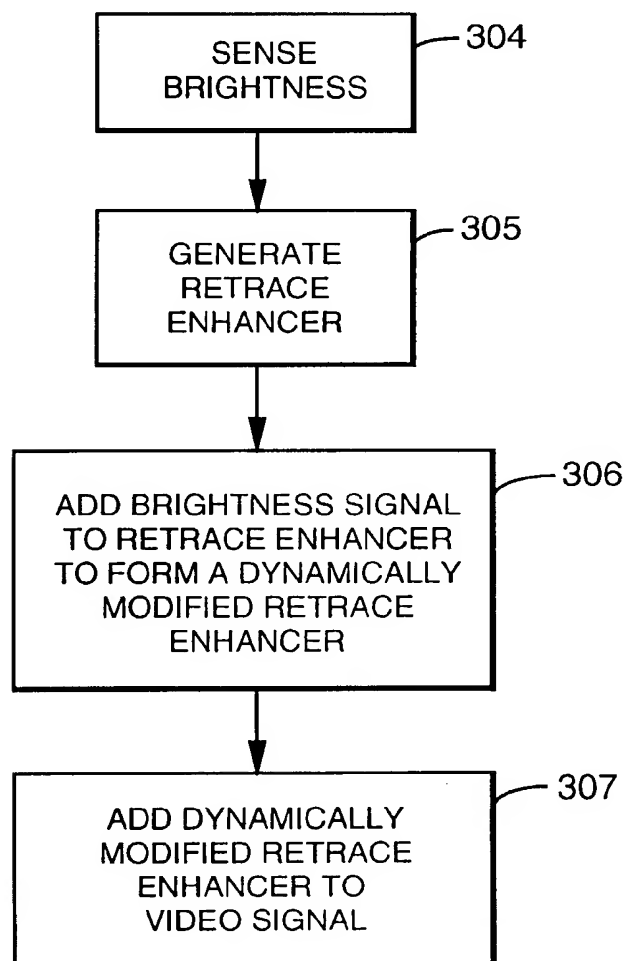 SENSE
BRIGHTNESS
304
GENERATE
RETRACE
ENHANCER
305
ADD BRIGHTNESS SIGNAL
TO RETRACE ENHANCER
TO FORM A DYNAMICALLY
MODIFIED RETRACE
ENHANCER
306
ADD DYNAMICALLY
MODIFIED RETRACE
ENHANCER TO
VIDEO SIGNAL
307